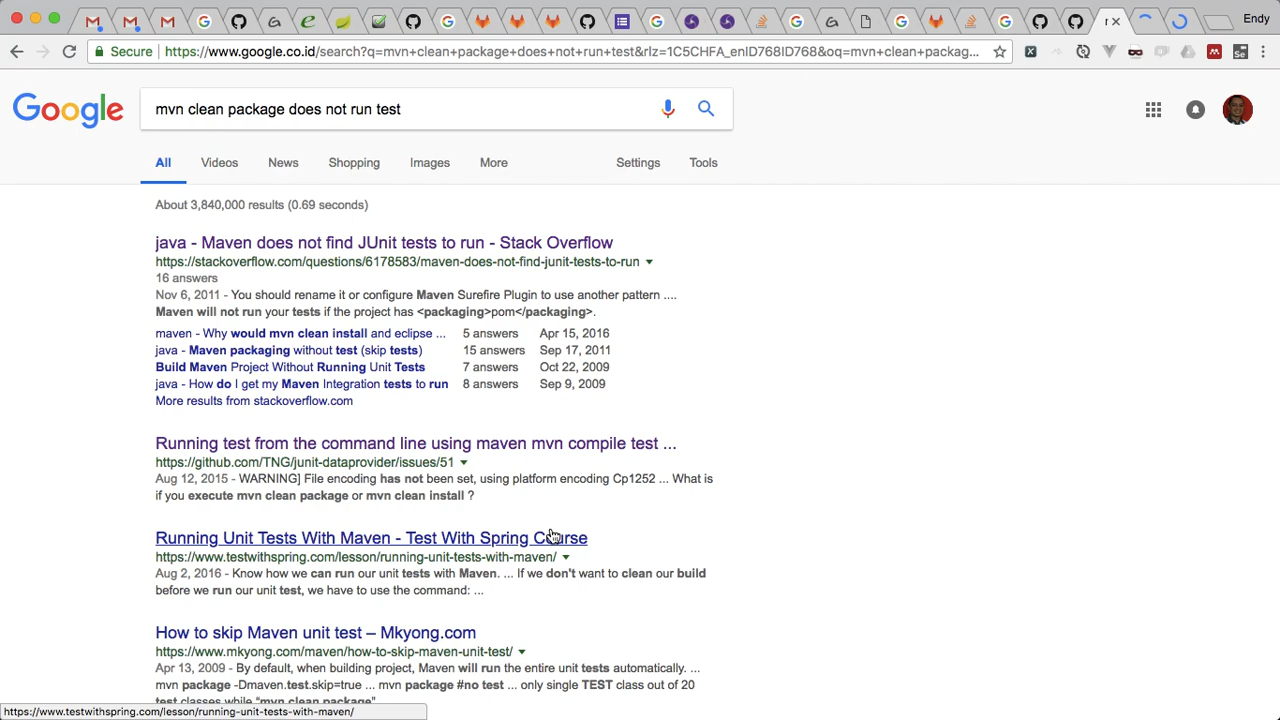 Endy
Secure
https://www.google.co.id/search?q=mvn+clean+package+does+not+run+test&rlz=1C5CHFA_enID768ID768&oq=mvn+clean+packag...
Google
mvn clean package does not run test
All Videos News Shopping Images More Settings Tools
About 3,840,000 results (0.69 seconds)
java - Maven does not find JUnit tests to run - Stack Overflow
https://stackoverflow.com/questions/6178583/maven-does-not-find-junit-tests-to-run
16 answers
Nov 6, 2011 - You should rename it or configure Maven Surefire Plugin to use another pattern ....
Maven will not run your tests if the project has <packaging>pom</packaging>.
maven - Why would mvn clean install and eclipse ... 5 answers Apr 15, 2016
java - Maven packaging without test (skip tests) 15 answers Sep 17, 2011
Build Maven Project Without Running Unit Tests 7 answers Oct 22, 2009
java - How do I get my Maven Integration tests to run 8 answers Sep 9, 2009
More results from stackoverflow.com
Running test from the command line using maven mvn compile test ...
https://github.com/TNG/junit-dataprovider/issues/51
Aug 12, 2015 - WARNING] File encoding has not been set, using platform encoding Cp1252 ... What is
if you execute mvn clean package or mvn clean install ?
Running Unit Tests With Maven - Test With Spring Course
https://www.testwithspring.com/lesson/running-unit-tests-with-maven/
Aug 2, 2016 - Know how we can run our unit tests with Maven. ... If we don't want to clean our build
before we run our unit test, we have to use the command: ...
How to skip Maven unit test – Mkyong.com
https://www.mkyong.com/maven/how-to-skip-maven-unit-test/
Apr 13, 2009 - By default, when building project, Maven will run the entire unit tests automatically. ...
mvn package -Dmaven.test.skip=true ... mvn package #no test ... only single TEST class out of 20
test classes while “mvn clean package”
https://www.testwithspring.com/lesson/running-unit-tests-with-maven/